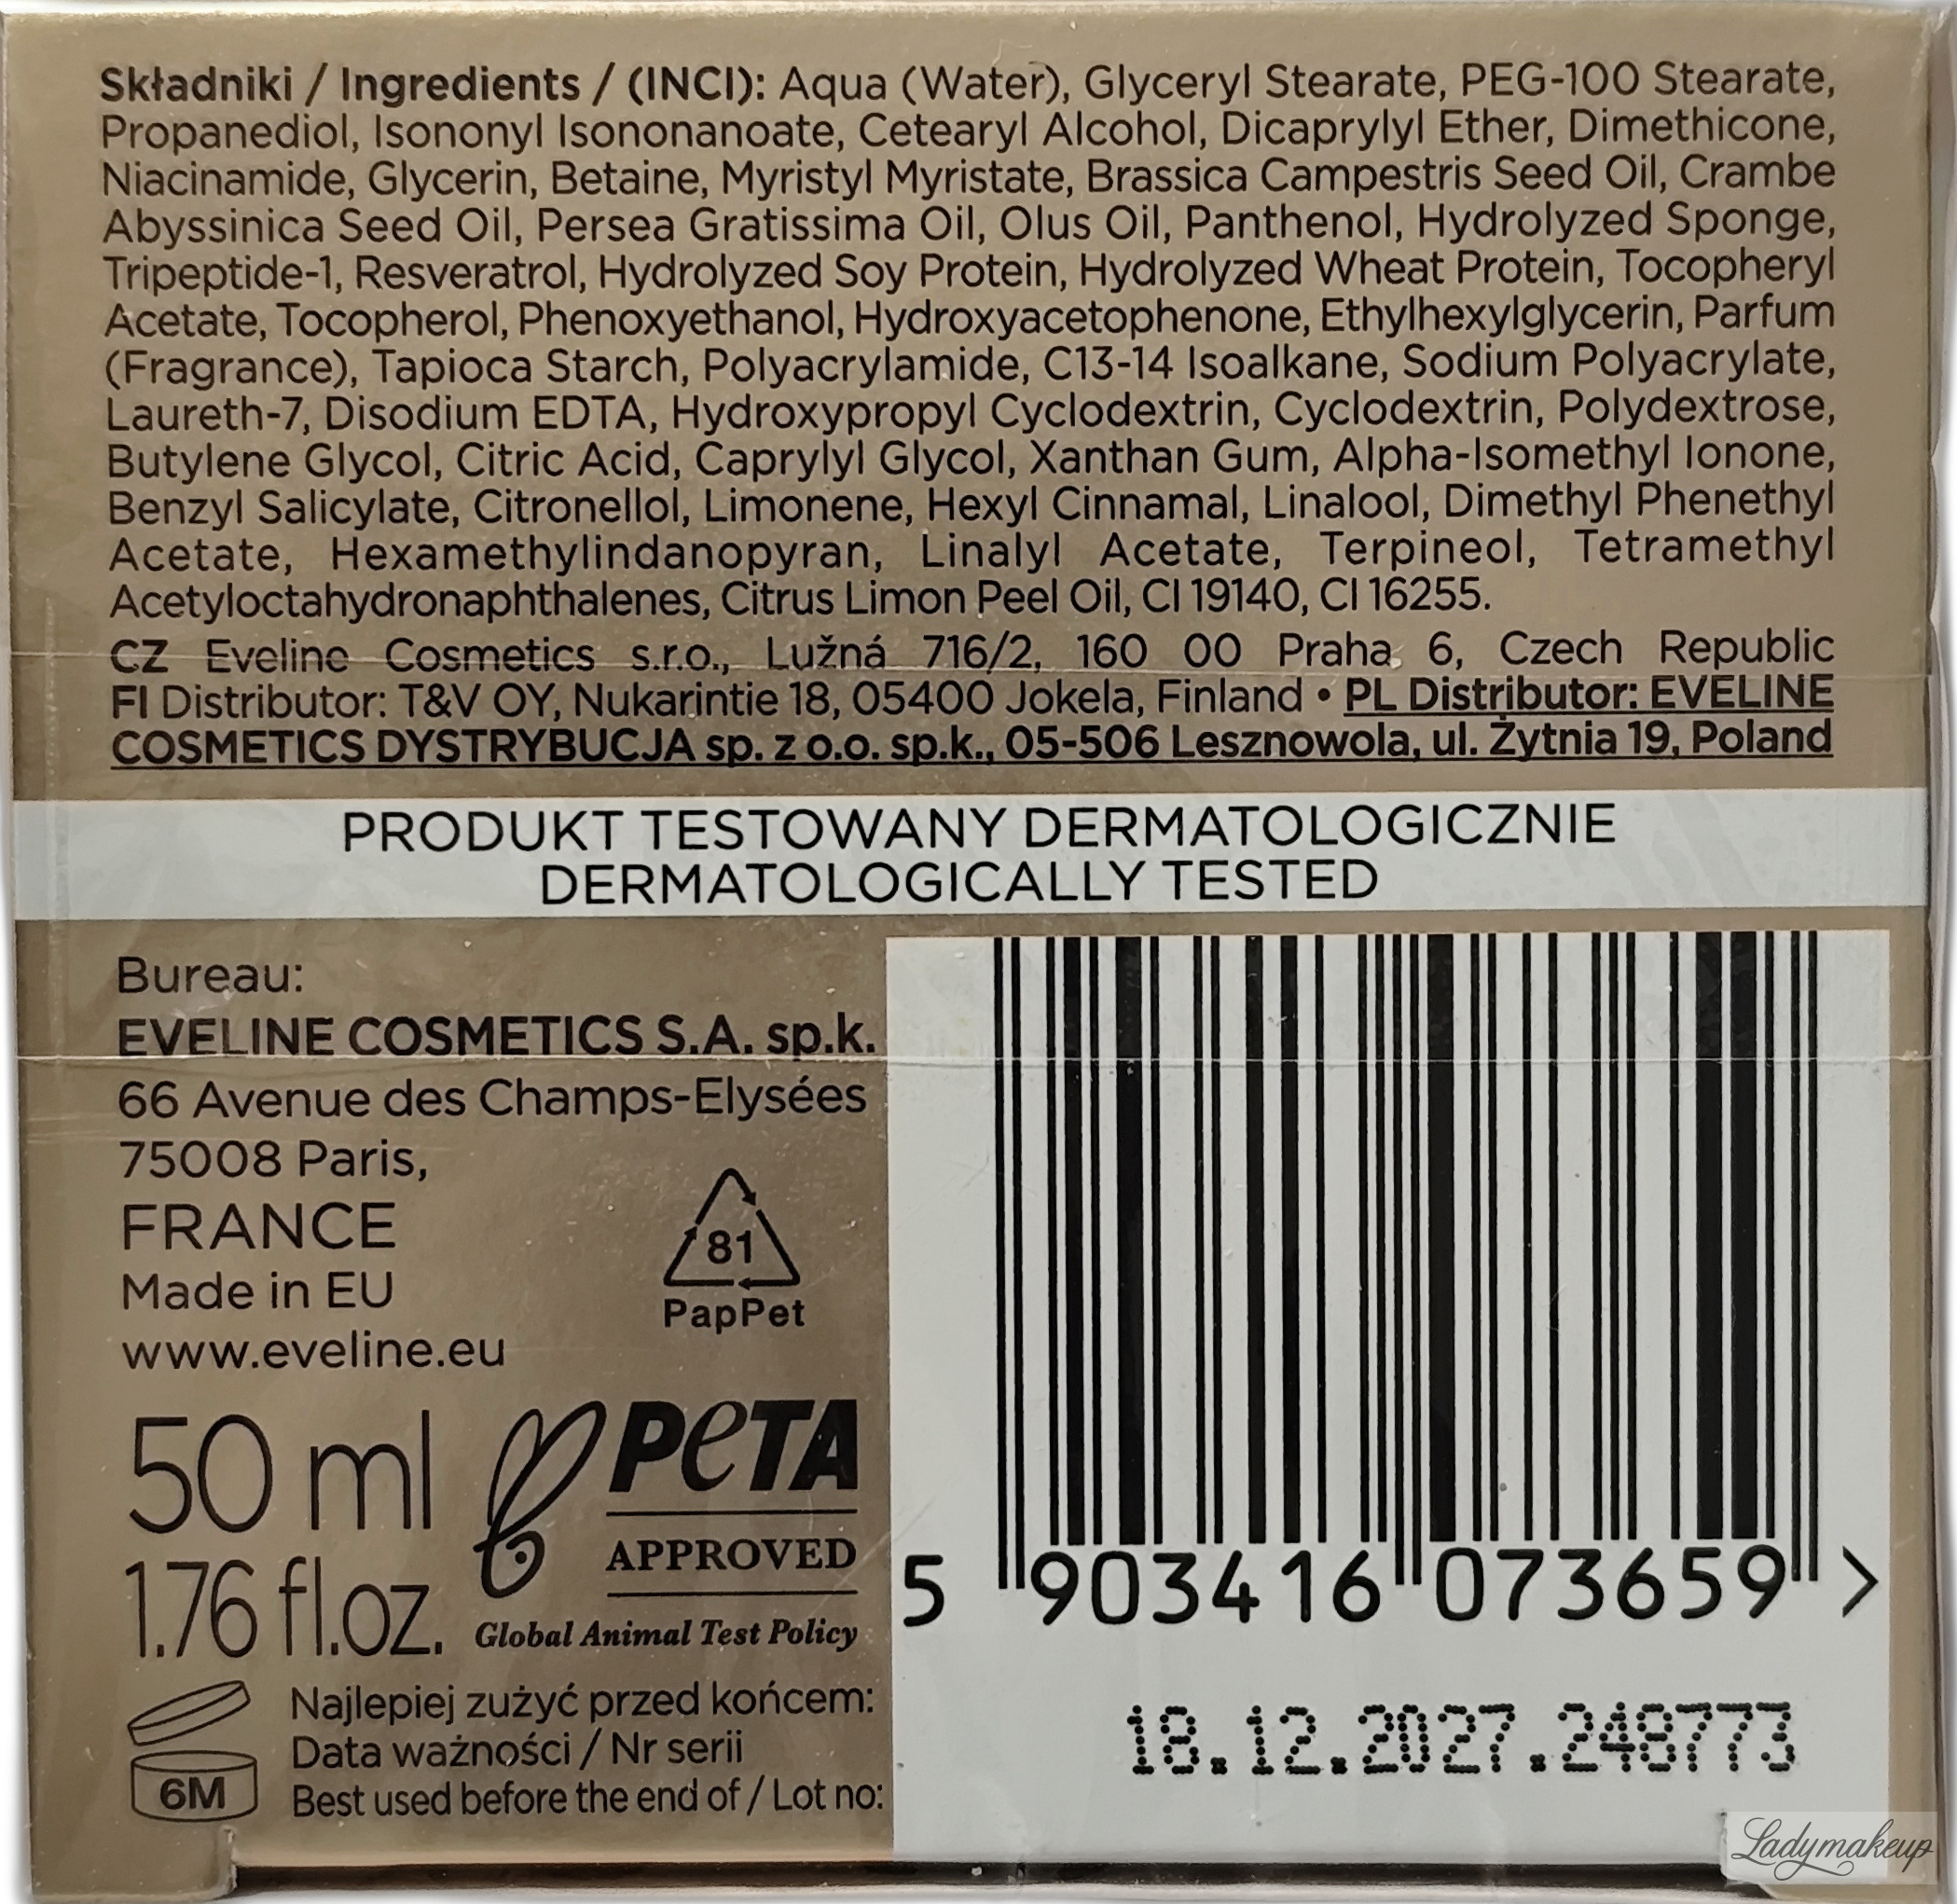 Składniki / Ingredients / (INCI): Aqua (Water), Glyceryl Stearate, PEG-100 Stearate,
Propanediol, Isononyl Isononanoate, Cetearyl Alcohol, Dicaprylyl Ether, Dimethicone,
Niacinamide, Glycerin, Betaine, Myristyl Myristate, Brassica Campestris Seed Oil, Crambe
Abyssinica Seed Oil, Persea Gratissima Oil, Olus Oil, Panthenol, Hydrolyzed Sponge,
Tripeptide-1, Resveratrol, Hydrolyzed Soy Protein, Hydrolyzed Wheat Protein, Tocopheryl
Acetate, Tocopherol, Phenoxyethanol, Hydroxyacetophenone, Ethylhexylglycerin, Parfum
(Fragrance), Tapioca Starch, Polyacrylamide, C13-14 Isoalkane, Sodium Polyacrylate,
Laureth-7, Disodium EDTA, Hydroxypropyl Cyclodextrin, Cyclodextrin, Polydextrose,
Butylene Glycol, Citric Acid, Caprylyl Glycol, Xanthan Gum, Alpha-Isomethyl Ionone,
Benzyl Salicylate, Citronellol, Limonene, Hexyl Cinnamal, Linalool, Dimethyl Phenethyl
Acetate, Hexamethylindanopyran, Linalyl Acetate, Terpineol, Tetramethyl
Acetyloctahydronaphthalenes, Citrus Limon Peel Oil, CI 19140, CI 16255.
CZ Eveline Cosmetics s.r.o., Lužná 716/2, 160 00 Praha 6, Czech Republic
FI Distributor: T&V OY, Nukarintie 18, 05400 Jokela, Finland • PL Distributor: EVELINE
COSMETICS DYSTRYBUCJA sp. z o.o. sp.k., 05-506 Lesznowola, ul. Żytnia 19, Poland
PRODUKT TESTOWANY DERMATOLOGICZNIE
DERMATOLOGICALLY TESTED
Bureau:
EVELINE COSMETICS S.A. sp.k.
66 Avenue des Champs-Elysées
75008 Paris,
FRANCE
Made in EU
www.eveline.eu
81
PapPet
50 ml
1.76 fl.oz.
PeTA
APPROVED
Global Animal Test Policy
5 903416 073659 >
6M
Najlepiej zużyć przed końcem:
Data ważności / Nr serii
Best used before the end of / Lot no:
18.12.2027.248773
Ladymakeup